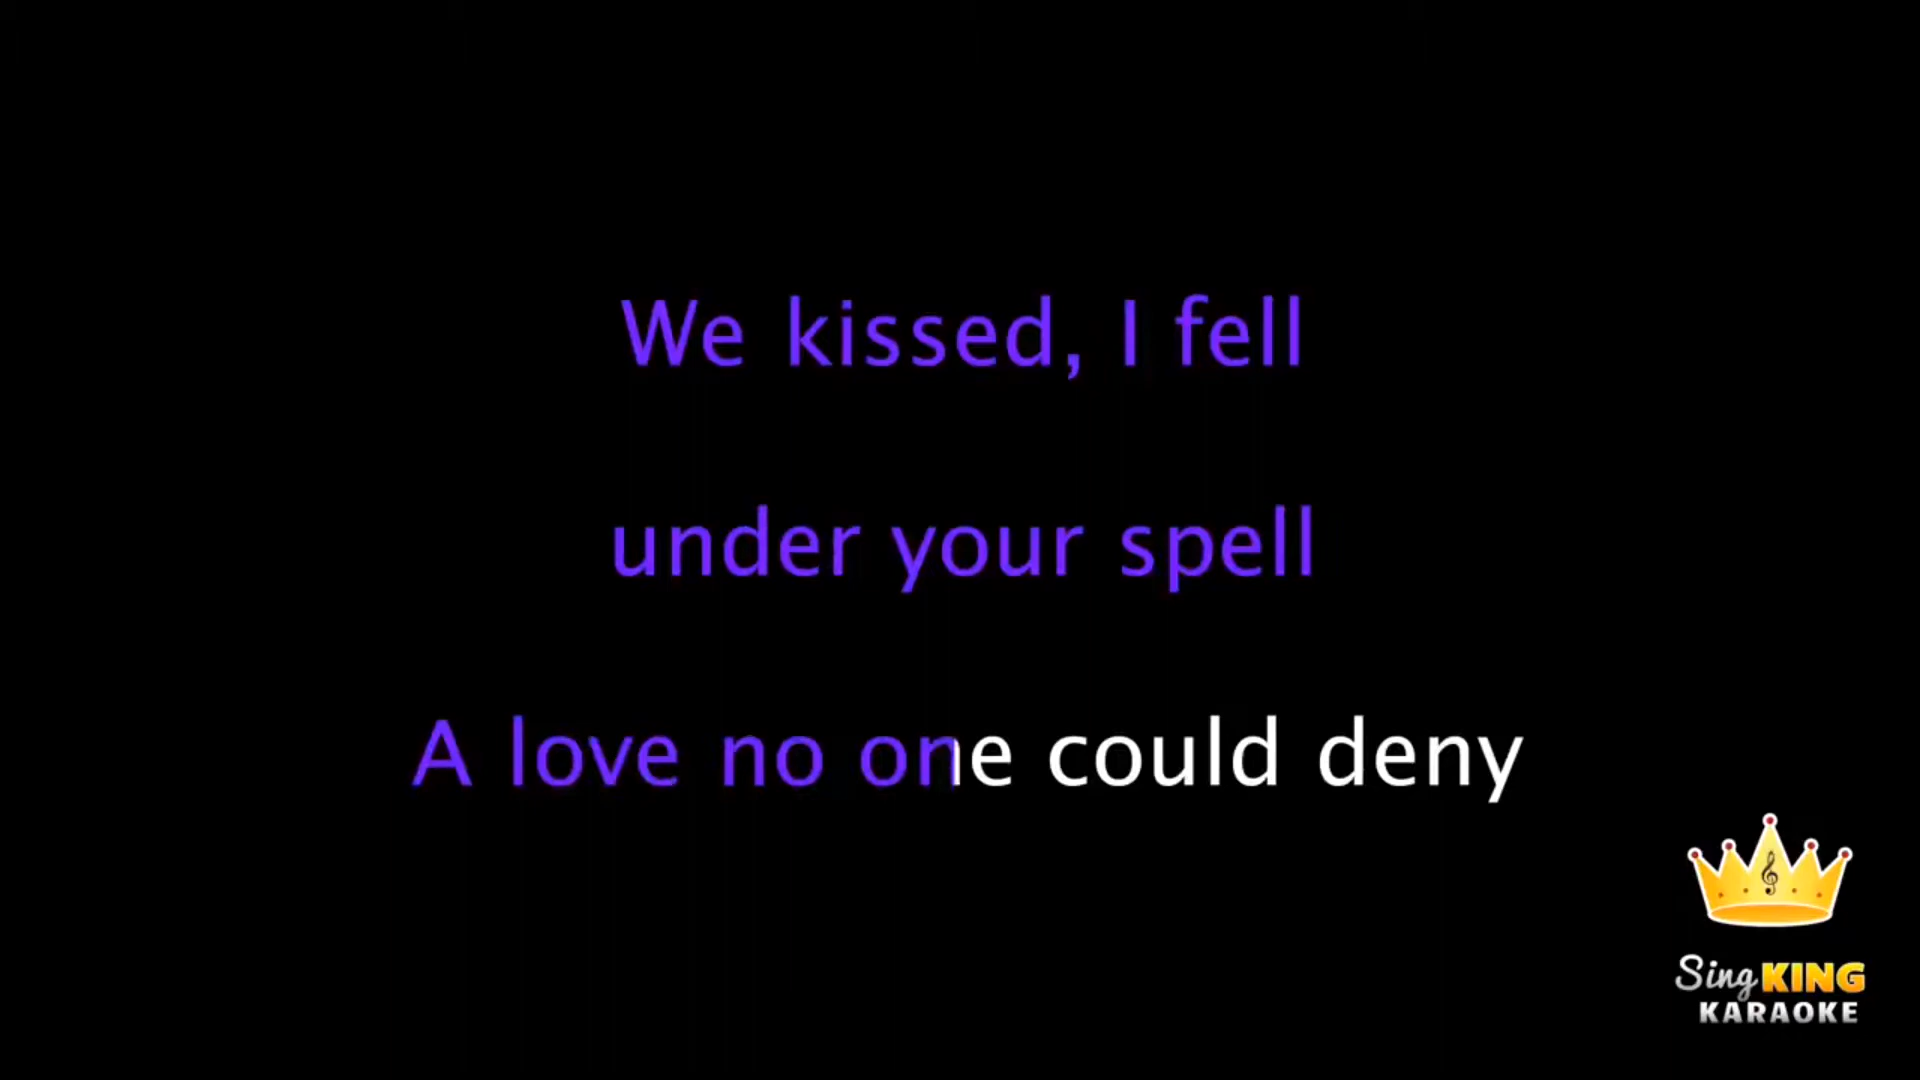 We kissed, I fell
under your spell
A love no one could deny
Sing KING
KARAOKE